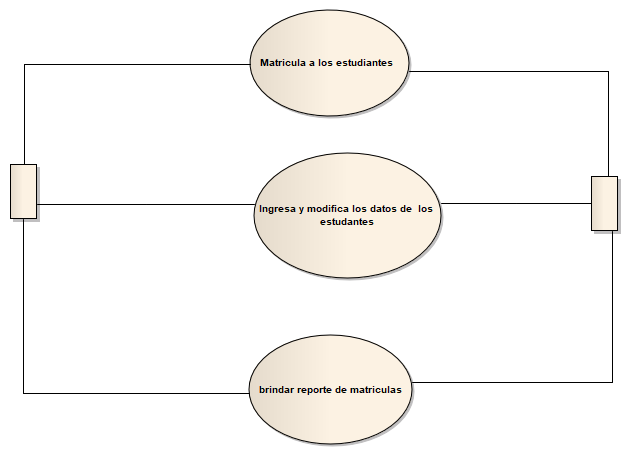 Matricula a los estudiantes
Ingresa y modifica los datos de los
estudantes
brindar reporte de matriculas